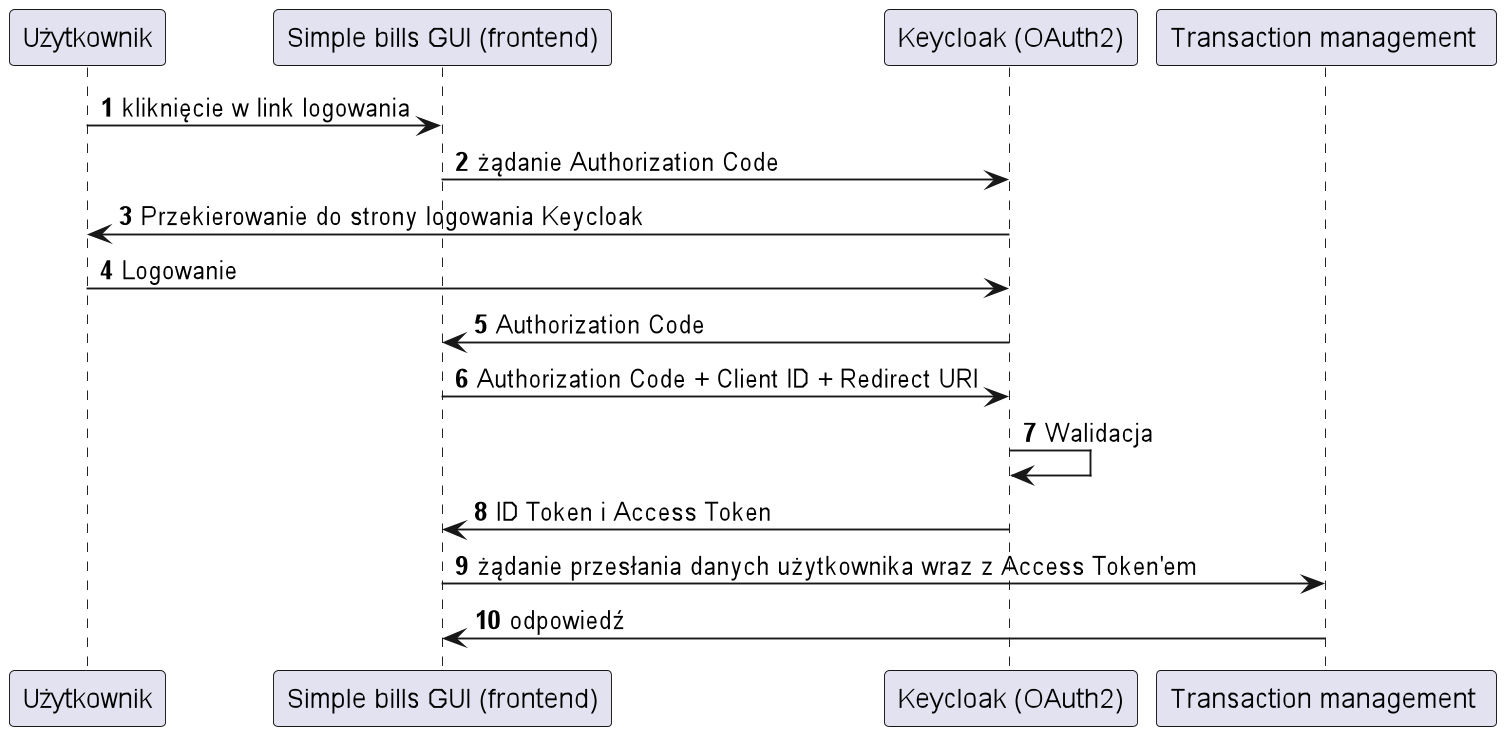 Użytkownik
Simple bills GUI (frontend)
Keycloak (OAuth2)
Transaction management
1 kliknięcie w link logowania
2 żądanie Authorization Code
3 Przekierowanie do strony logowania Keycloak
4 Logowanie
5 Authorization Code
6 Authorization Code + Client ID + Redirect URI
7 Walidacja
8 ID Token i Access Token
9 żądanie przesłania danych użytkownika wraz z Access Token'em
10 odpowiedź
Użytkownik
Simple bills GUI (frontend)
Keycloak (OAuth2)
Transaction management